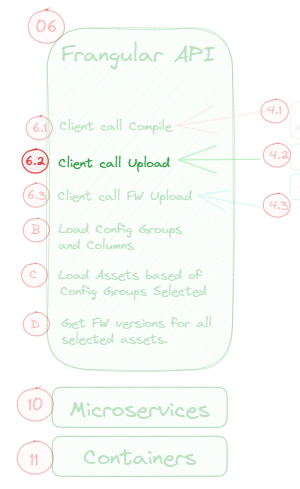 06
Frangular API
6.1 Client call Compile
4.1
6.2 Client call Upload
4.2
6.3 Client call FW Upload
4.3
B Load Config Groups
and Columns
C Load Assets based of
Config Groups Selected
D Get FW versions for all
selected assets.
10 Microservices
11 Containers